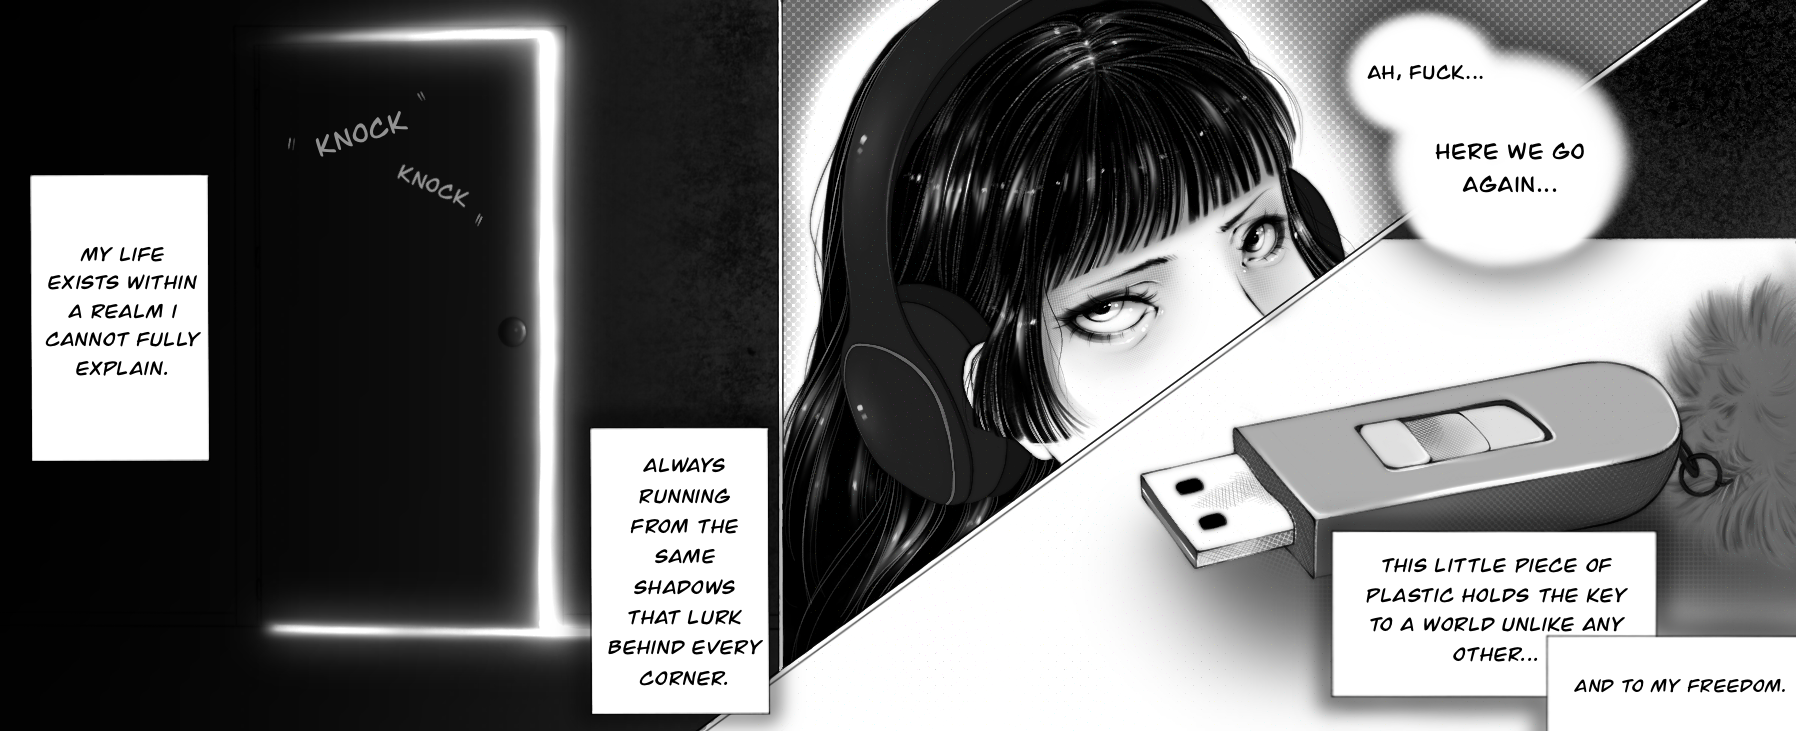 " KNOCK "
KNOCK "
MY LIFE
EXISTS WITHIN
A REALM I
CANNOT FULLY
EXPLAIN.
ALWAYS
RUNNING
FROM THE
SAME
SHADOWS
THAT LURK
BEHIND EVERY
CORNER.
AH, FUCK...
HERE WE GO
AGAIN...
THIS LITTLE PIECE OF
PLASTIC HOLDS THE KEY
TO A WORLD UNLIKE ANY
OTHER...
AND TO MY FREEDOM.